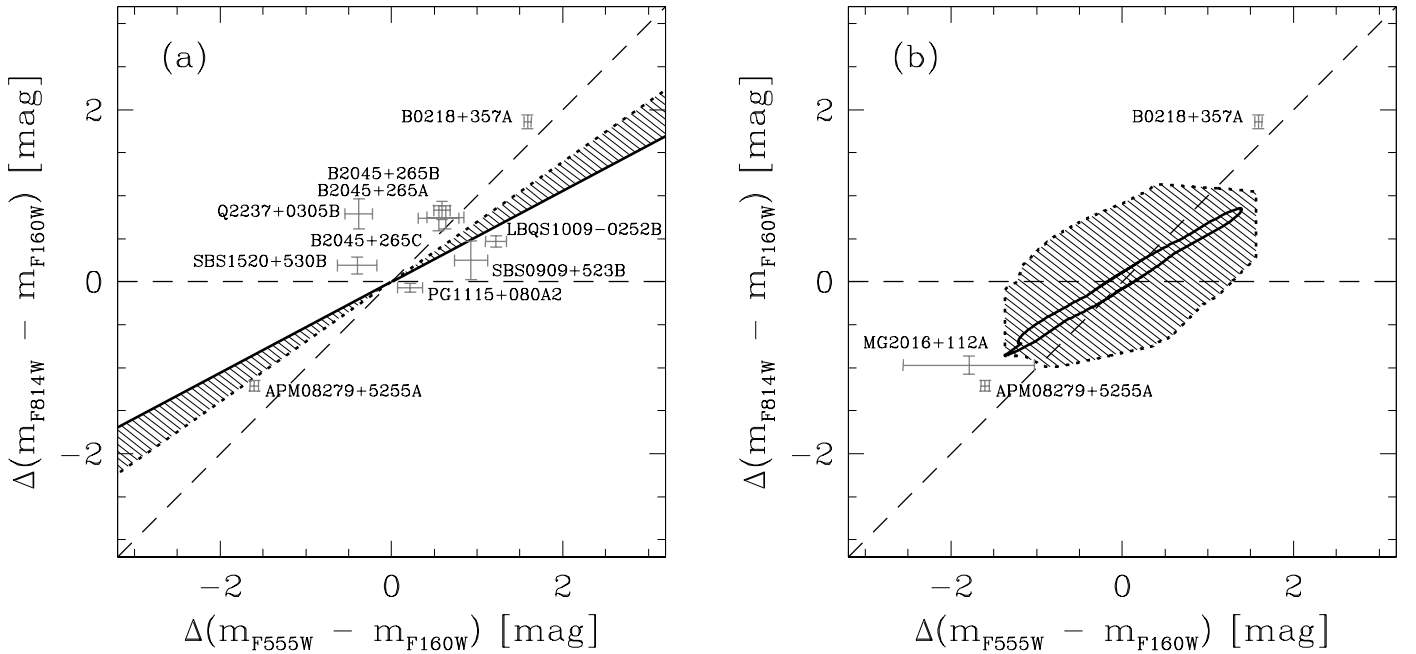 (a)
B0218+357A
B2045+265B
B2045+265A
Q2237+0305B
B2045+265C
LBQS1009−0252B
SBS1520+530B
SBS0909+523B
PG1115+080A2
APM08279+5255A
2
0
−2
−2 0 2
Δ(mF814W − mF160W) [mag]
Δ(mF555W − mF160W) [mag]
(b)
B0218+357A
MG2016+112A
APM08279+5255A
2
0
−2
−2 0 2
Δ(mF814W − mF160W) [mag]
Δ(mF555W − mF160W) [mag]